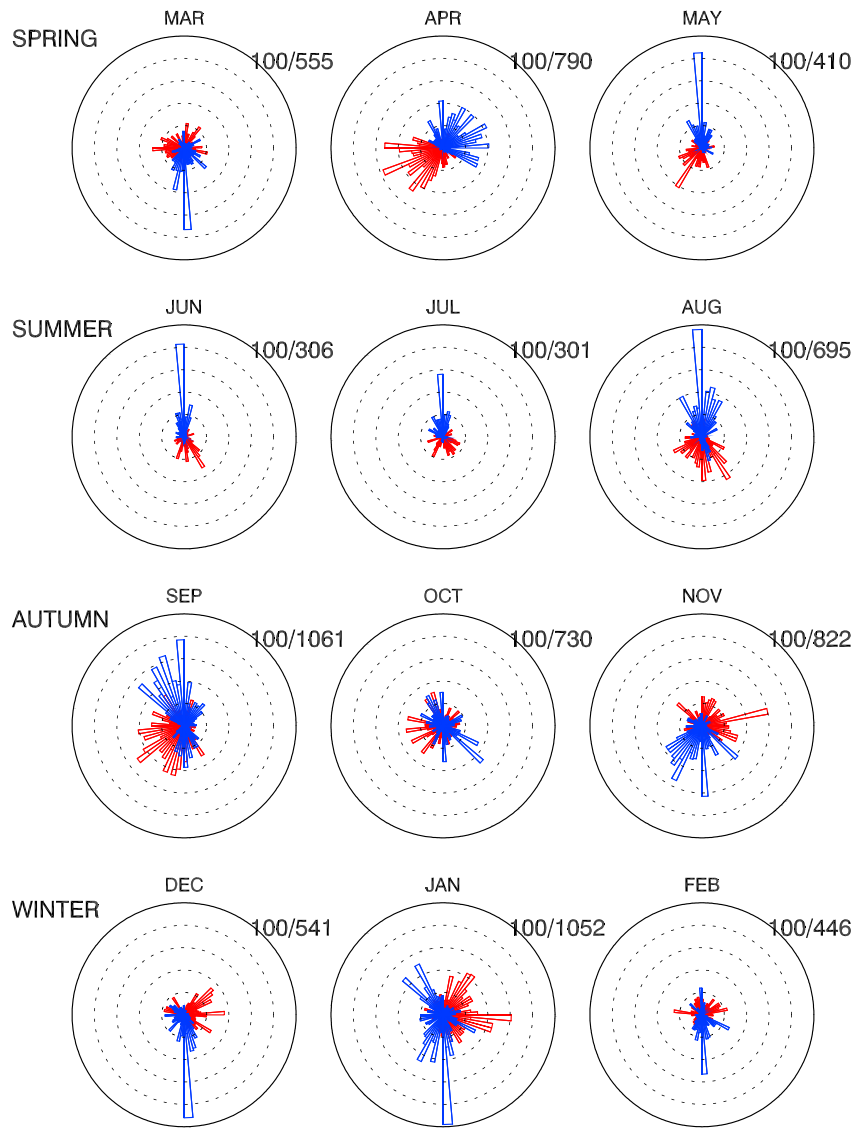 SPRING
MAR
100/555
APR
100/790
MAY
100/410
SUMMER
JUN
100/306
JUL
100/301
AUG
100/695
AUTUMN
SEP
100/1061
OCT
100/730
NOV
100/822
WINTER
DEC
100/541
JAN
100/1052
FEB
100/446